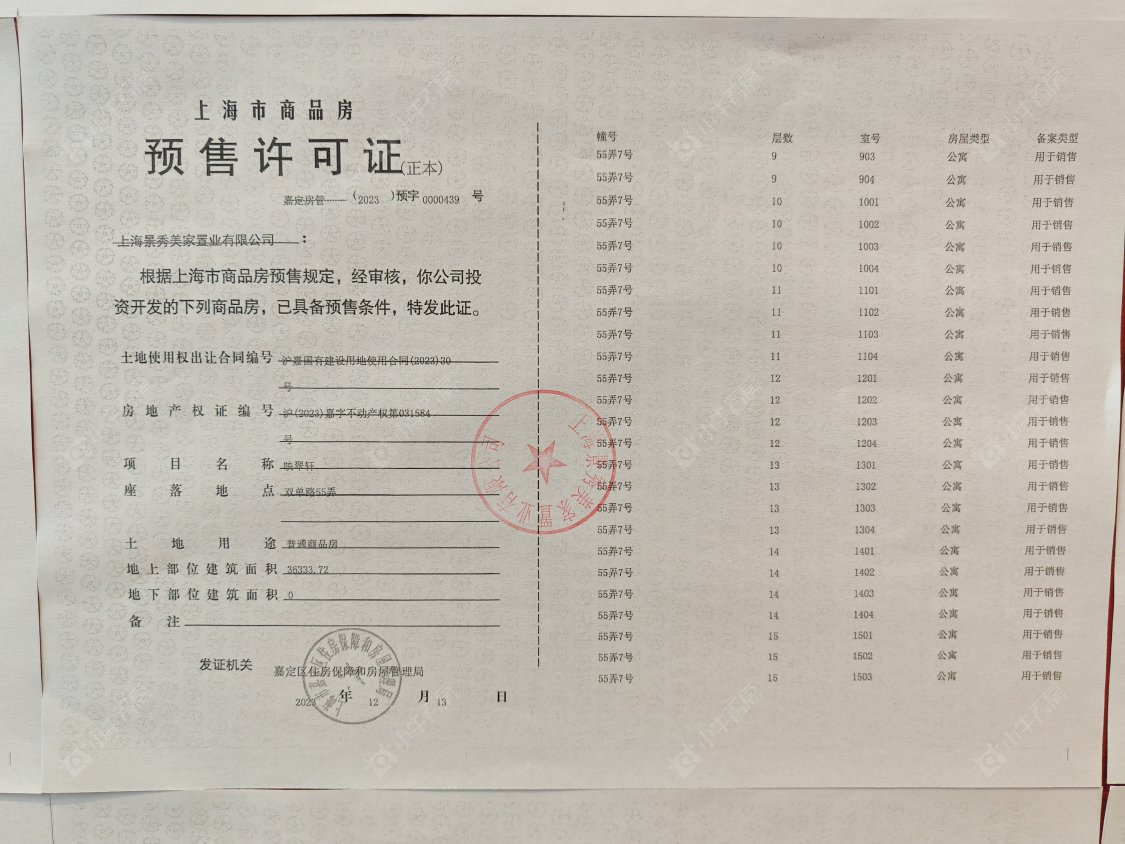 上海市商品房
预售许可证(正本)
嘉定房管(2023)预字0000439号
上海景秀美家置业有限公司:
根据上海市商品房预售规定，经审核，你公司投
资开发的下列商品房，已具备预售条件，特发此证。
土地使用权出让合同编号 沪嘉国有建设用地使用合同(2023)30
号
房地产权证编号 沪(2023)嘉字不动产权第031584
号
项目名称 映翠轩
座落地点 双单路55弄
土地用途 普通商品房
地上部位建筑面积 36333.72
地下部位建筑面积 0
备注
发证机关 嘉定区住房保障和房屋管理局
2023年12月13日
上海景秀美家置业有限公司
幢号 层数 室号 房屋类型 备案类型
55弄7号 9 903 公寓 用于销售
55弄7号 9 904 公寓 用于销售
55弄7号 10 1001 公寓 用于销售
55弄7号 10 1002 公寓 用于销售
55弄7号 10 1003 公寓 用于销售
55弄7号 10 1004 公寓 用于销售
55弄7号 11 1101 公寓 用于销售
55弄7号 11 1102 公寓 用于销售
55弄7号 11 1103 公寓 用于销售
55弄7号 11 1104 公寓 用于销售
55弄7号 12 1201 公寓 用于销售
55弄7号 12 1202 公寓 用于销售
55弄7号 12 1203 公寓 用于销售
55弄7号 12 1204 公寓 用于销售
55弄7号 13 1301 公寓 用于销售
55弄7号 13 1302 公寓 用于销售
55弄7号 13 1303 公寓 用于销售
55弄7号 13 1304 公寓 用于销售
55弄7号 14 1401 公寓 用于销售
55弄7号 14 1402 公寓 用于销售
55弄7号 14 1403 公寓 用于销售
55弄7号 14 1404 公寓 用于销售
55弄7号 15 1501 公寓 用于销售
55弄7号 15 1502 公寓 用于销售
55弄7号 15 1503 公寓 用于销售